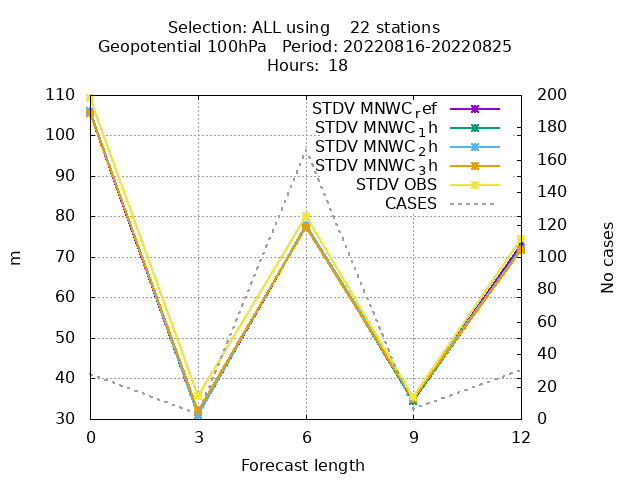 Selection: ALL using 22 stations
Geopotential 100hPa Period: 20220816-20220825
Hours: 18
110
100
90
80
70
60
50
40
30
m
200
180
160
140
120
100
80
60
40
20
0
No cases
STDV MNWC_ref
STDV MNWC_1h
STDV MNWC_2h
STDV MNWC_3h
STDV OBS
CASES
0 3 6 9 12
Forecast length